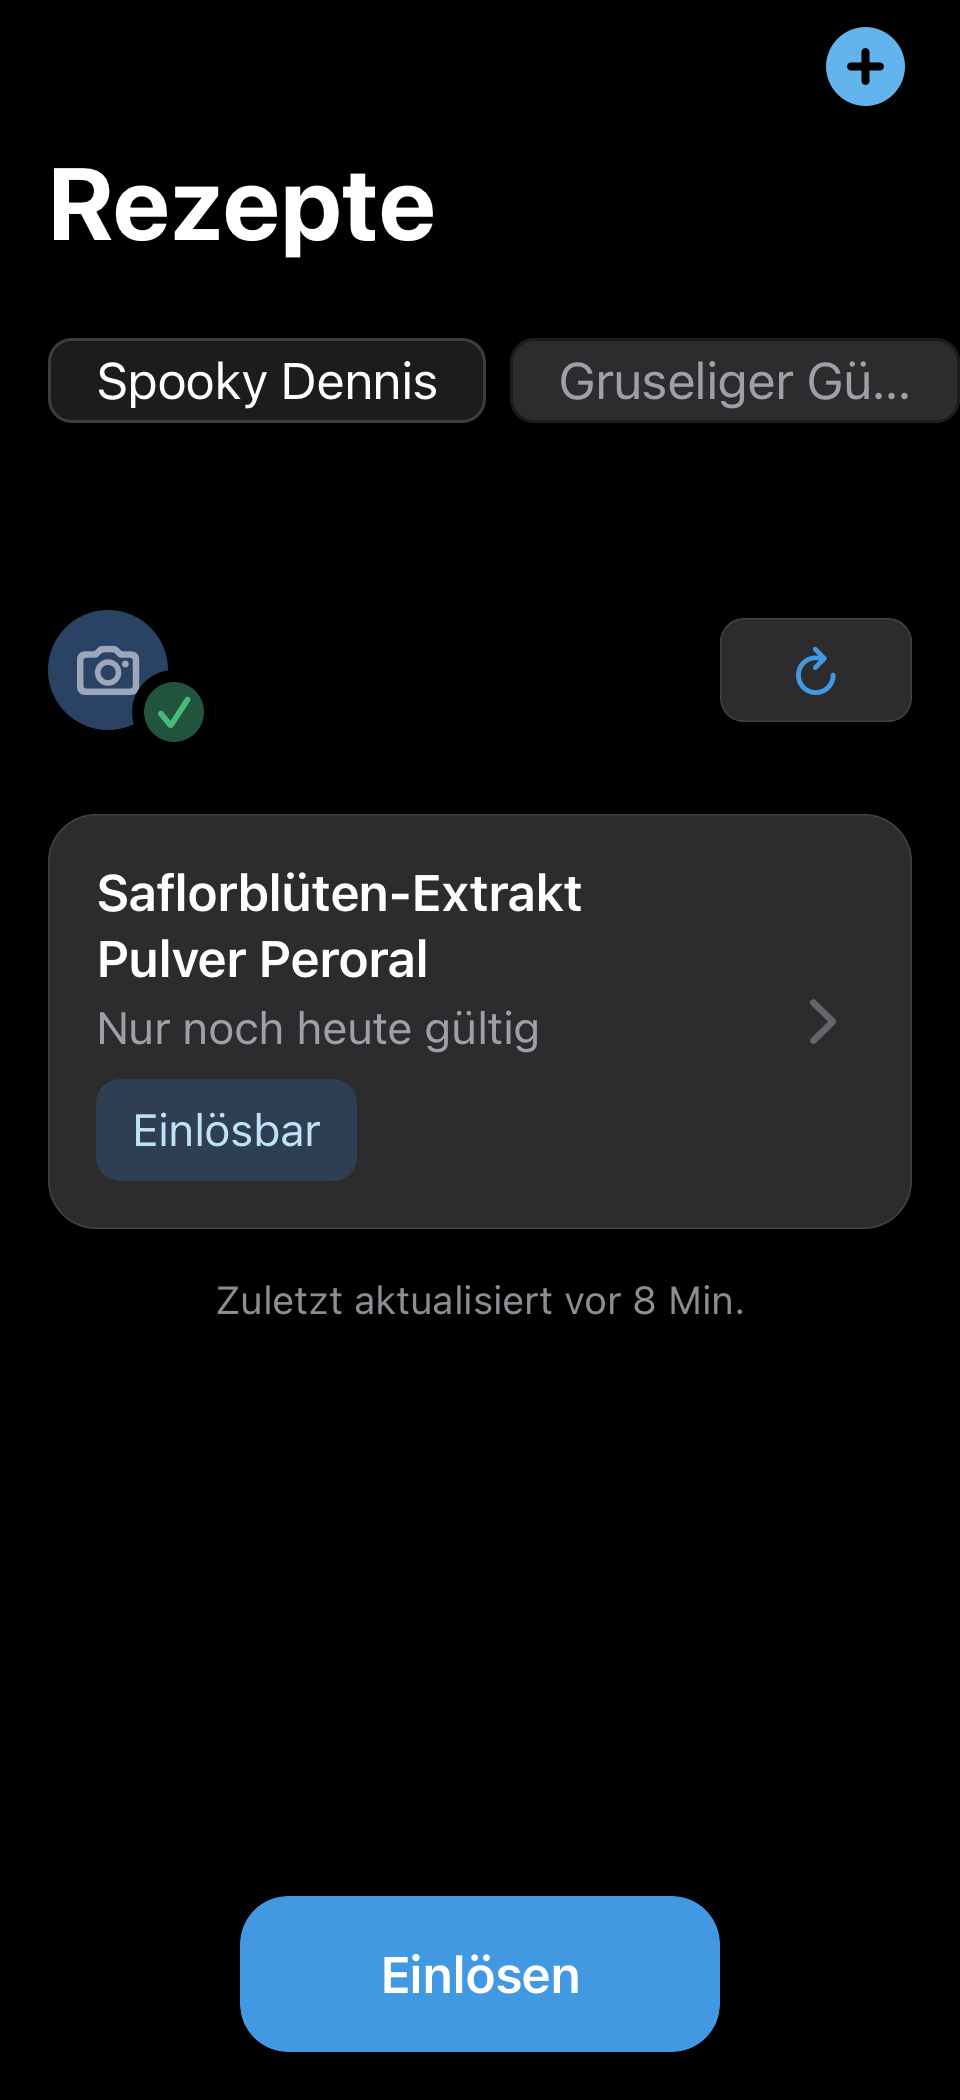 Rezepte
Spooky Dennis
Gruseliger Gü...
Saflorblüten-Extrakt
Pulver Peroral
Nur noch heute gültig
Einlösbar
Zuletzt aktualisiert vor 8 Min.
Einlösen